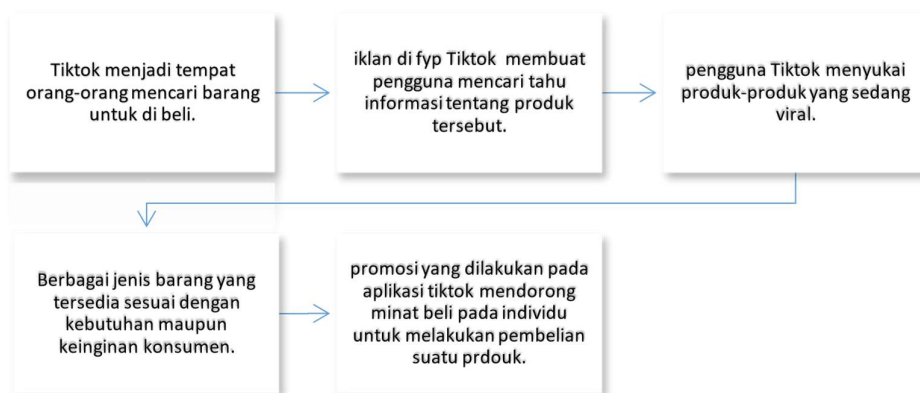 Tiktok menjadi tempat
orang-orang mencari barang
untuk di beli.
iklan di fyp Tiktok membuat
pengguna mencari tahu
informasi tentang produk
tersebut.
pengguna Tiktok menyukai
produk-produk yang sedang
viral.
Berbagai jenis barang yang
tersedia sesuai dengan
kebutuhan maupun
keinginan konsumen.
promosi yang dilakukan pada
aplikasi tiktok mendorong
minat beli pada individu
untuk melakukan pembelian
suatu prdouk.